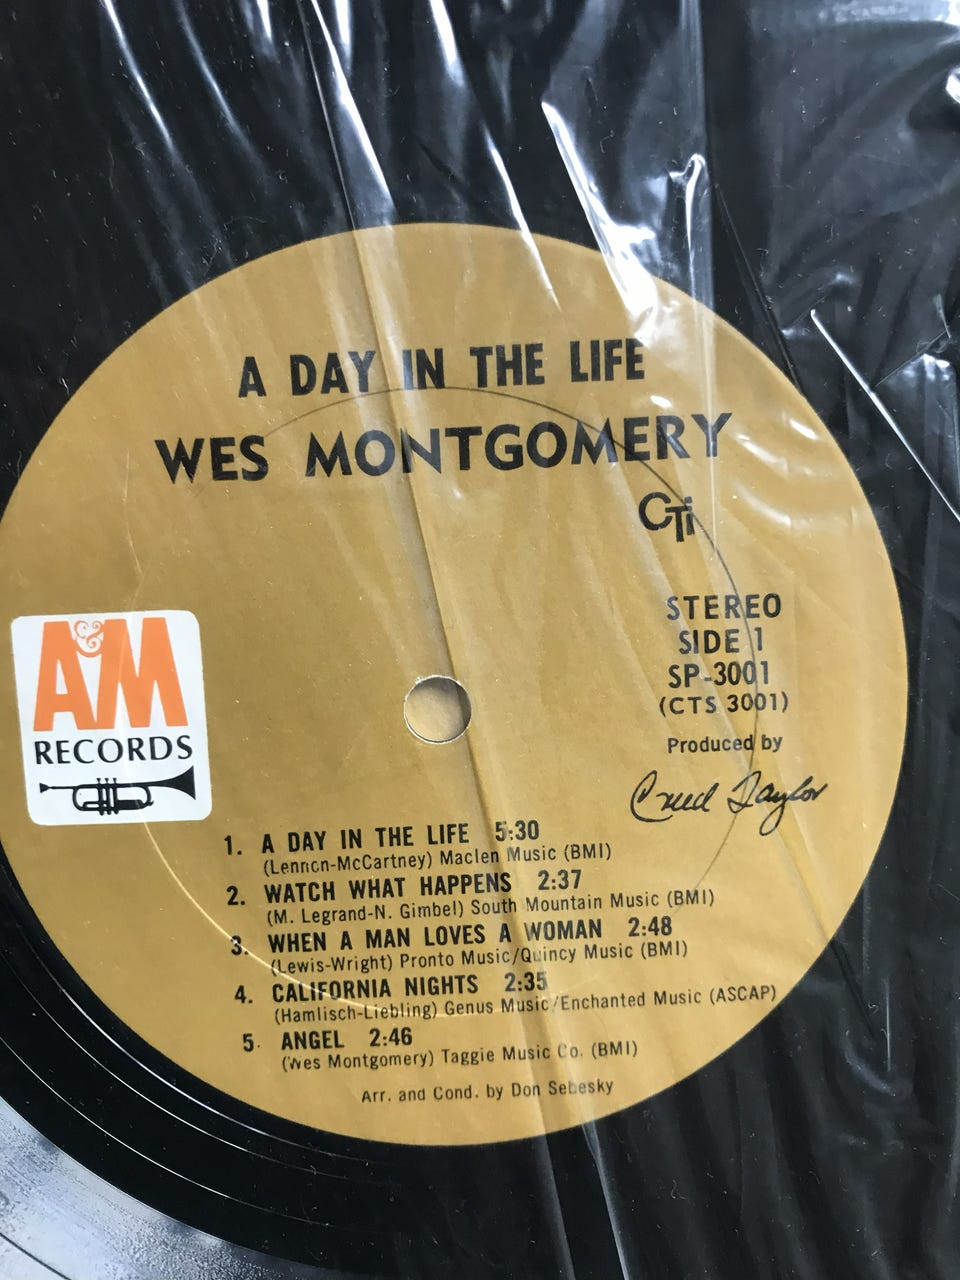 A DAY IN THE LIFE
WES MONTGOMERY
CTi
STEREO
SIDE 1
SP-3001
(CTS 3001)
Produced by
Creed Taylor
A&M
RECORDS
1. A DAY IN THE LIFE 5:30
(Lennon-McCartney) Maclen Music (BMI)
2. WATCH WHAT HAPPENS 2:37
(M. Legrand-N. Gimbel) South Mountain Music (BMI)
3. WHEN A MAN LOVES A WOMAN 2:48
(Lewis-Wright) Pronto Music/Quincy Music (BMI)
4. CALIFORNIA NIGHTS 2:35
(Hamlisch-Liebling) Genus Music/Enchanted Music (ASCAP)
5. ANGEL 2:46
(Wes Montgomery) Taggie Music Co. (BMI)
Arr. and Cond. by Don Sebesky